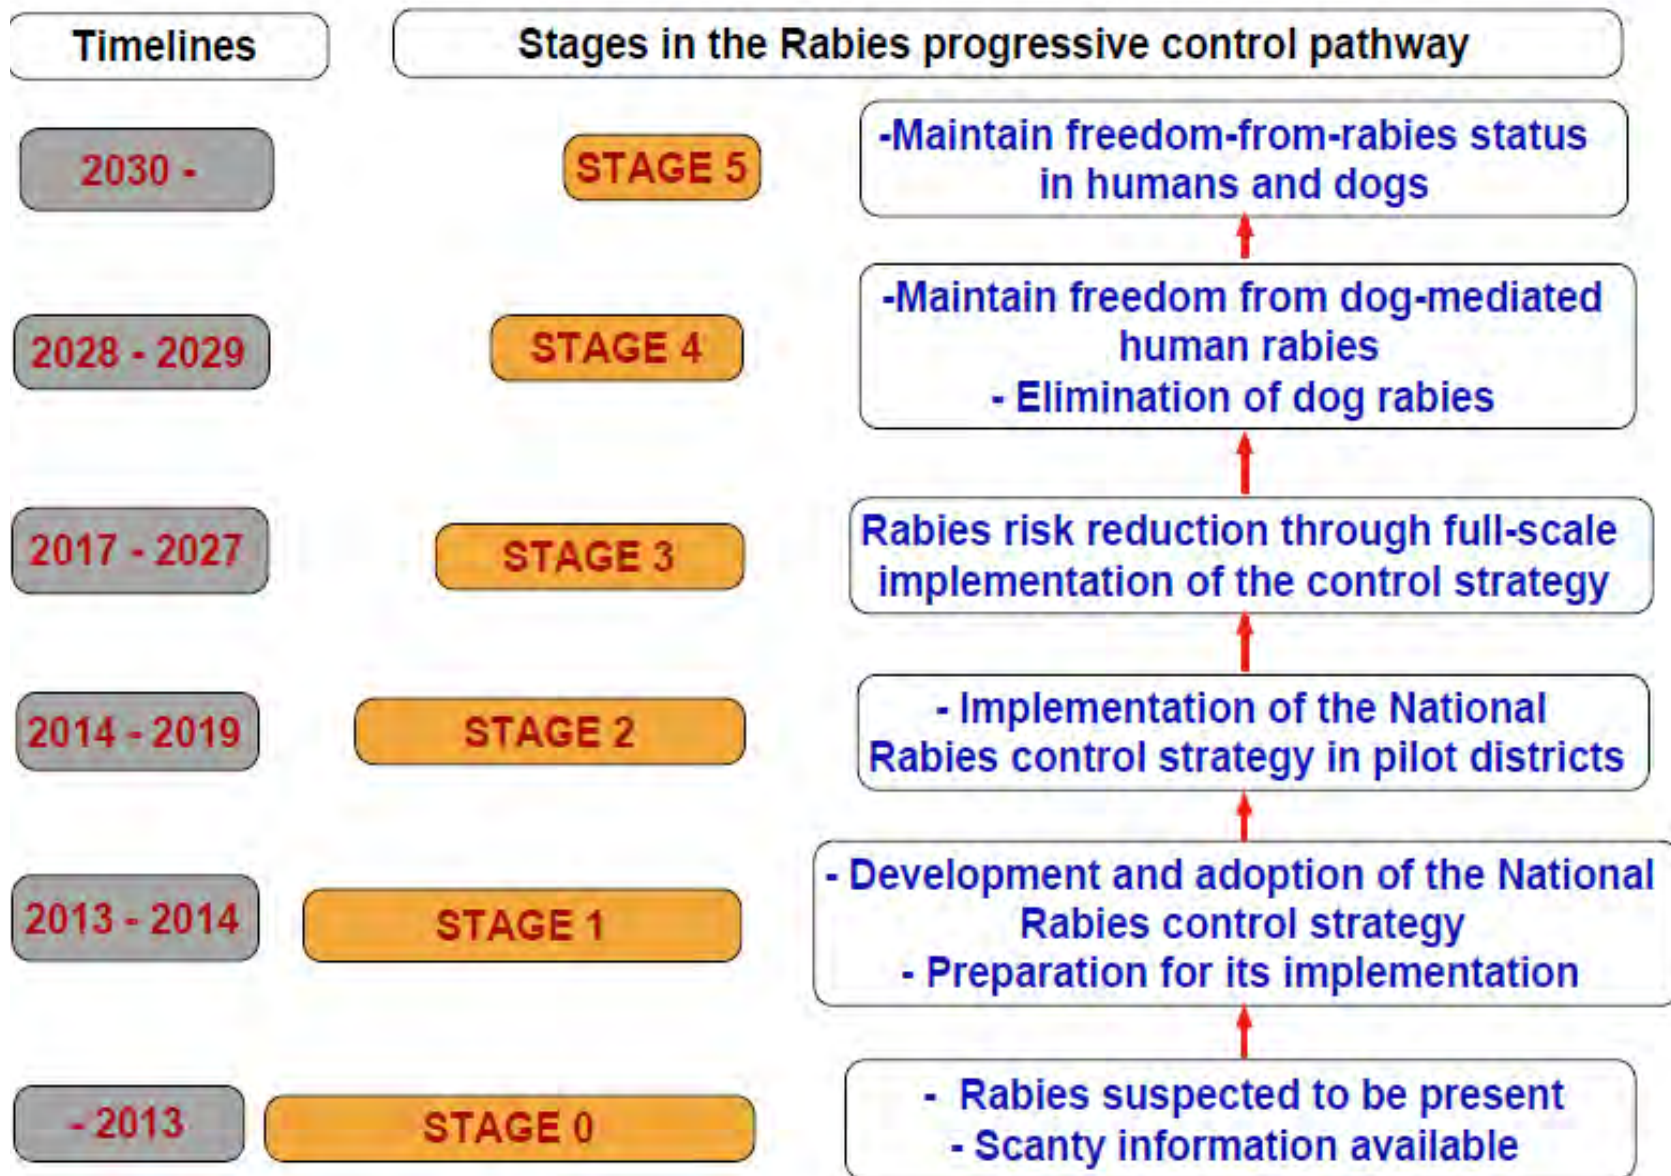 Timelines
Stages in the Rabies progressive control pathway
2030 -
STAGE 5
-Maintain freedom-from-rabies status
in humans and dogs
2028 - 2029
STAGE 4
-Maintain freedom from dog-mediated
human rabies
- Elimination of dog rabies
2017 - 2027
STAGE 3
Rabies risk reduction through full-scale
implementation of the control strategy
2014 - 2019
STAGE 2
- Implementation of the National
Rabies control strategy in pilot districts
2013 - 2014
STAGE 1
- Development and adoption of the National
Rabies control strategy
- Preparation for its implementation
- 2013
STAGE 0
- Rabies suspected to be present
- Scanty information available